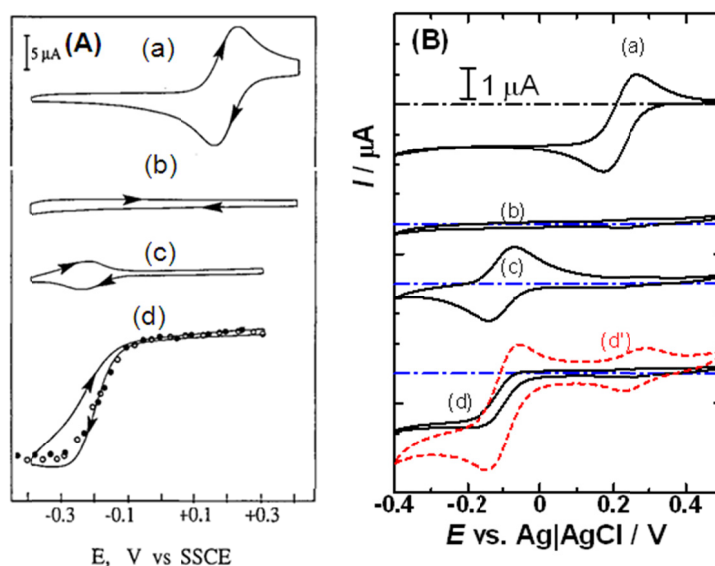 5 μA (A)
(a)
(b)
(c)
(d)
-0.3 -0.1 +0.1 +0.3
E, V vs SSCE
(B)
(a)
1 μA
I / μA
(b)
(c)
(d')
(d)
-0.4 -0.2 0 0.2 0.4
E vs. Ag|AgCl / V